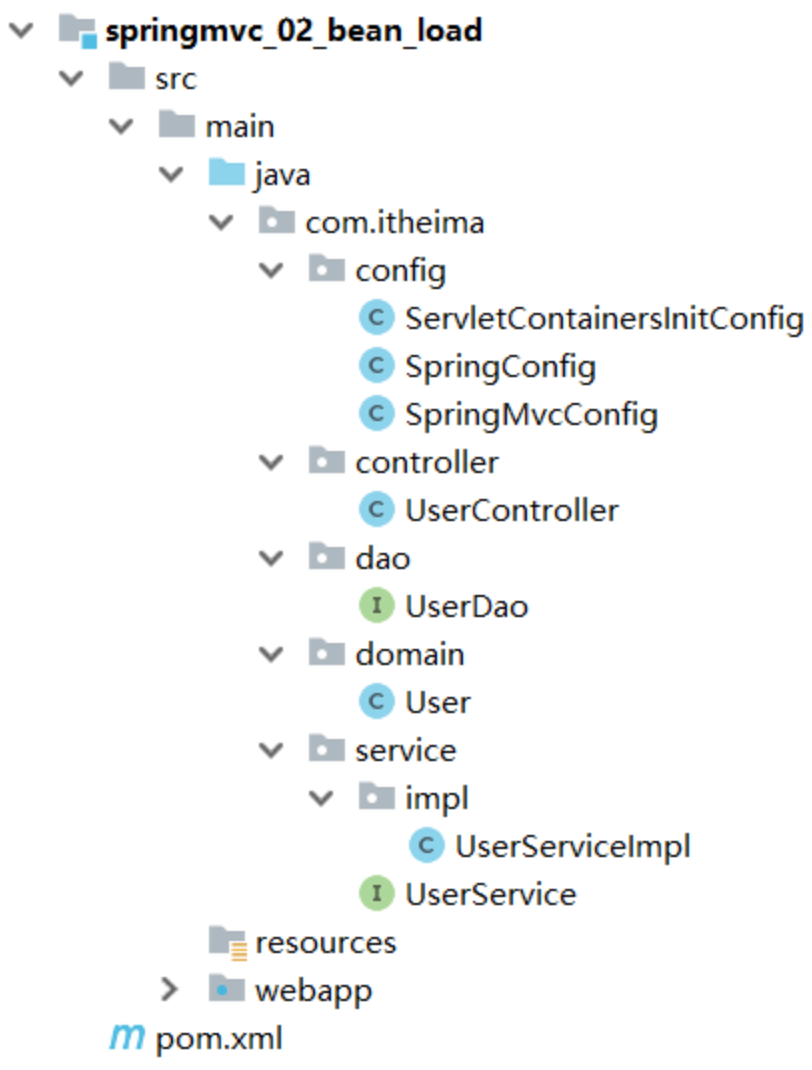 springmvc_02_bean_load
src
main
java
com.itheima
config
C ServletContainersInitConfig
C SpringConfig
C SpringMvcConfig
controller
C UserController
dao
I UserDao
domain
C User
service
impl
C UserServiceImpl
I UserService
resources
webapp
m pom.xml